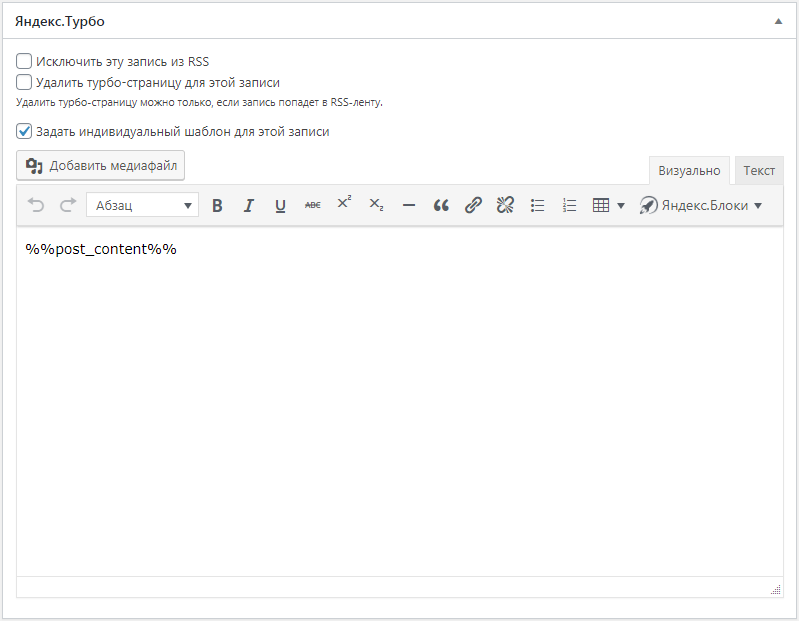 Яндекс.Турбо
Исключить эту запись из RSS
Удалить турбо-страницу для этой записи
Удалить турбо-страницу можно только, если запись попадет в RSS-ленту.
Задать индивидуальный шаблон для этой записи
Добавить медиафайл
Визуально Текст
Абзац B I U ABC X² X₂ Яндекс.Блоки
%%post_content%%